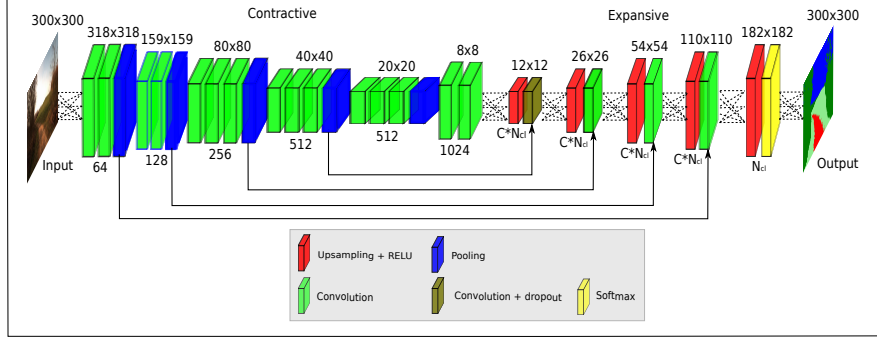 Contractive
Expansive
300x300
318x318
159x159
80x80
40x40
20x20
8x8
12x12
26x26
54x54
110x110
182x182
300x300
Input
64
128
256
512
512
1024
C*Ncl
C*Ncl
C*Ncl
C*Ncl
Ncl
Output
Upsampling + RELU
Pooling
Convolution
Convolution + dropout
Softmax